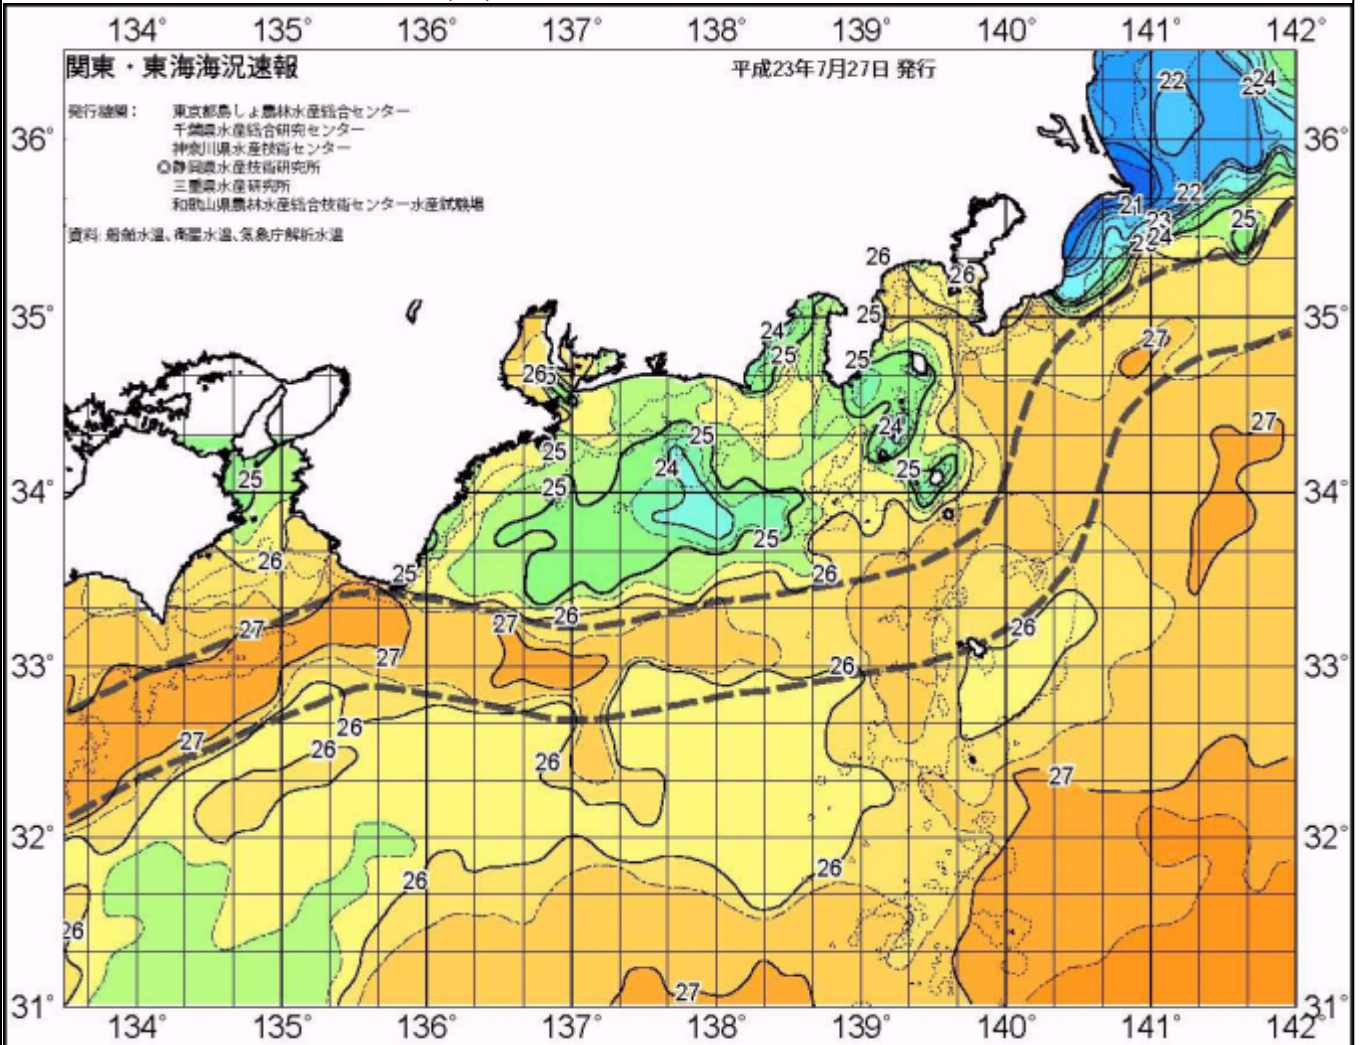 134° 135° 136° 137° 138° 139° 140° 141° 142°
関東・東海海況速報
平成23年7月27日 発行
発行機関： 東京都島しょ農林水産総合センター
千葉県水産総合研究センター
神奈川県水産技術センター
◎静岡県水産技術研究所
三重県水産研究所
和歌山県農林水産総合技術センター水産試験場
資料: 船舶水温、衛星水温、気象庁解析水温
22 24
36° 36°
21 22
23 25
24
26
26
35° 25 35°
24 27
25 25
26
27
25 24
25 24 25
25
34° 25 34°
25
26
25 26
26 26
27 27
33° 27 26 33°
27 26
26 26
27
32° 32°
26 26
26
27
31° 31°
134° 135° 136° 137° 138° 139° 140° 141° 142°